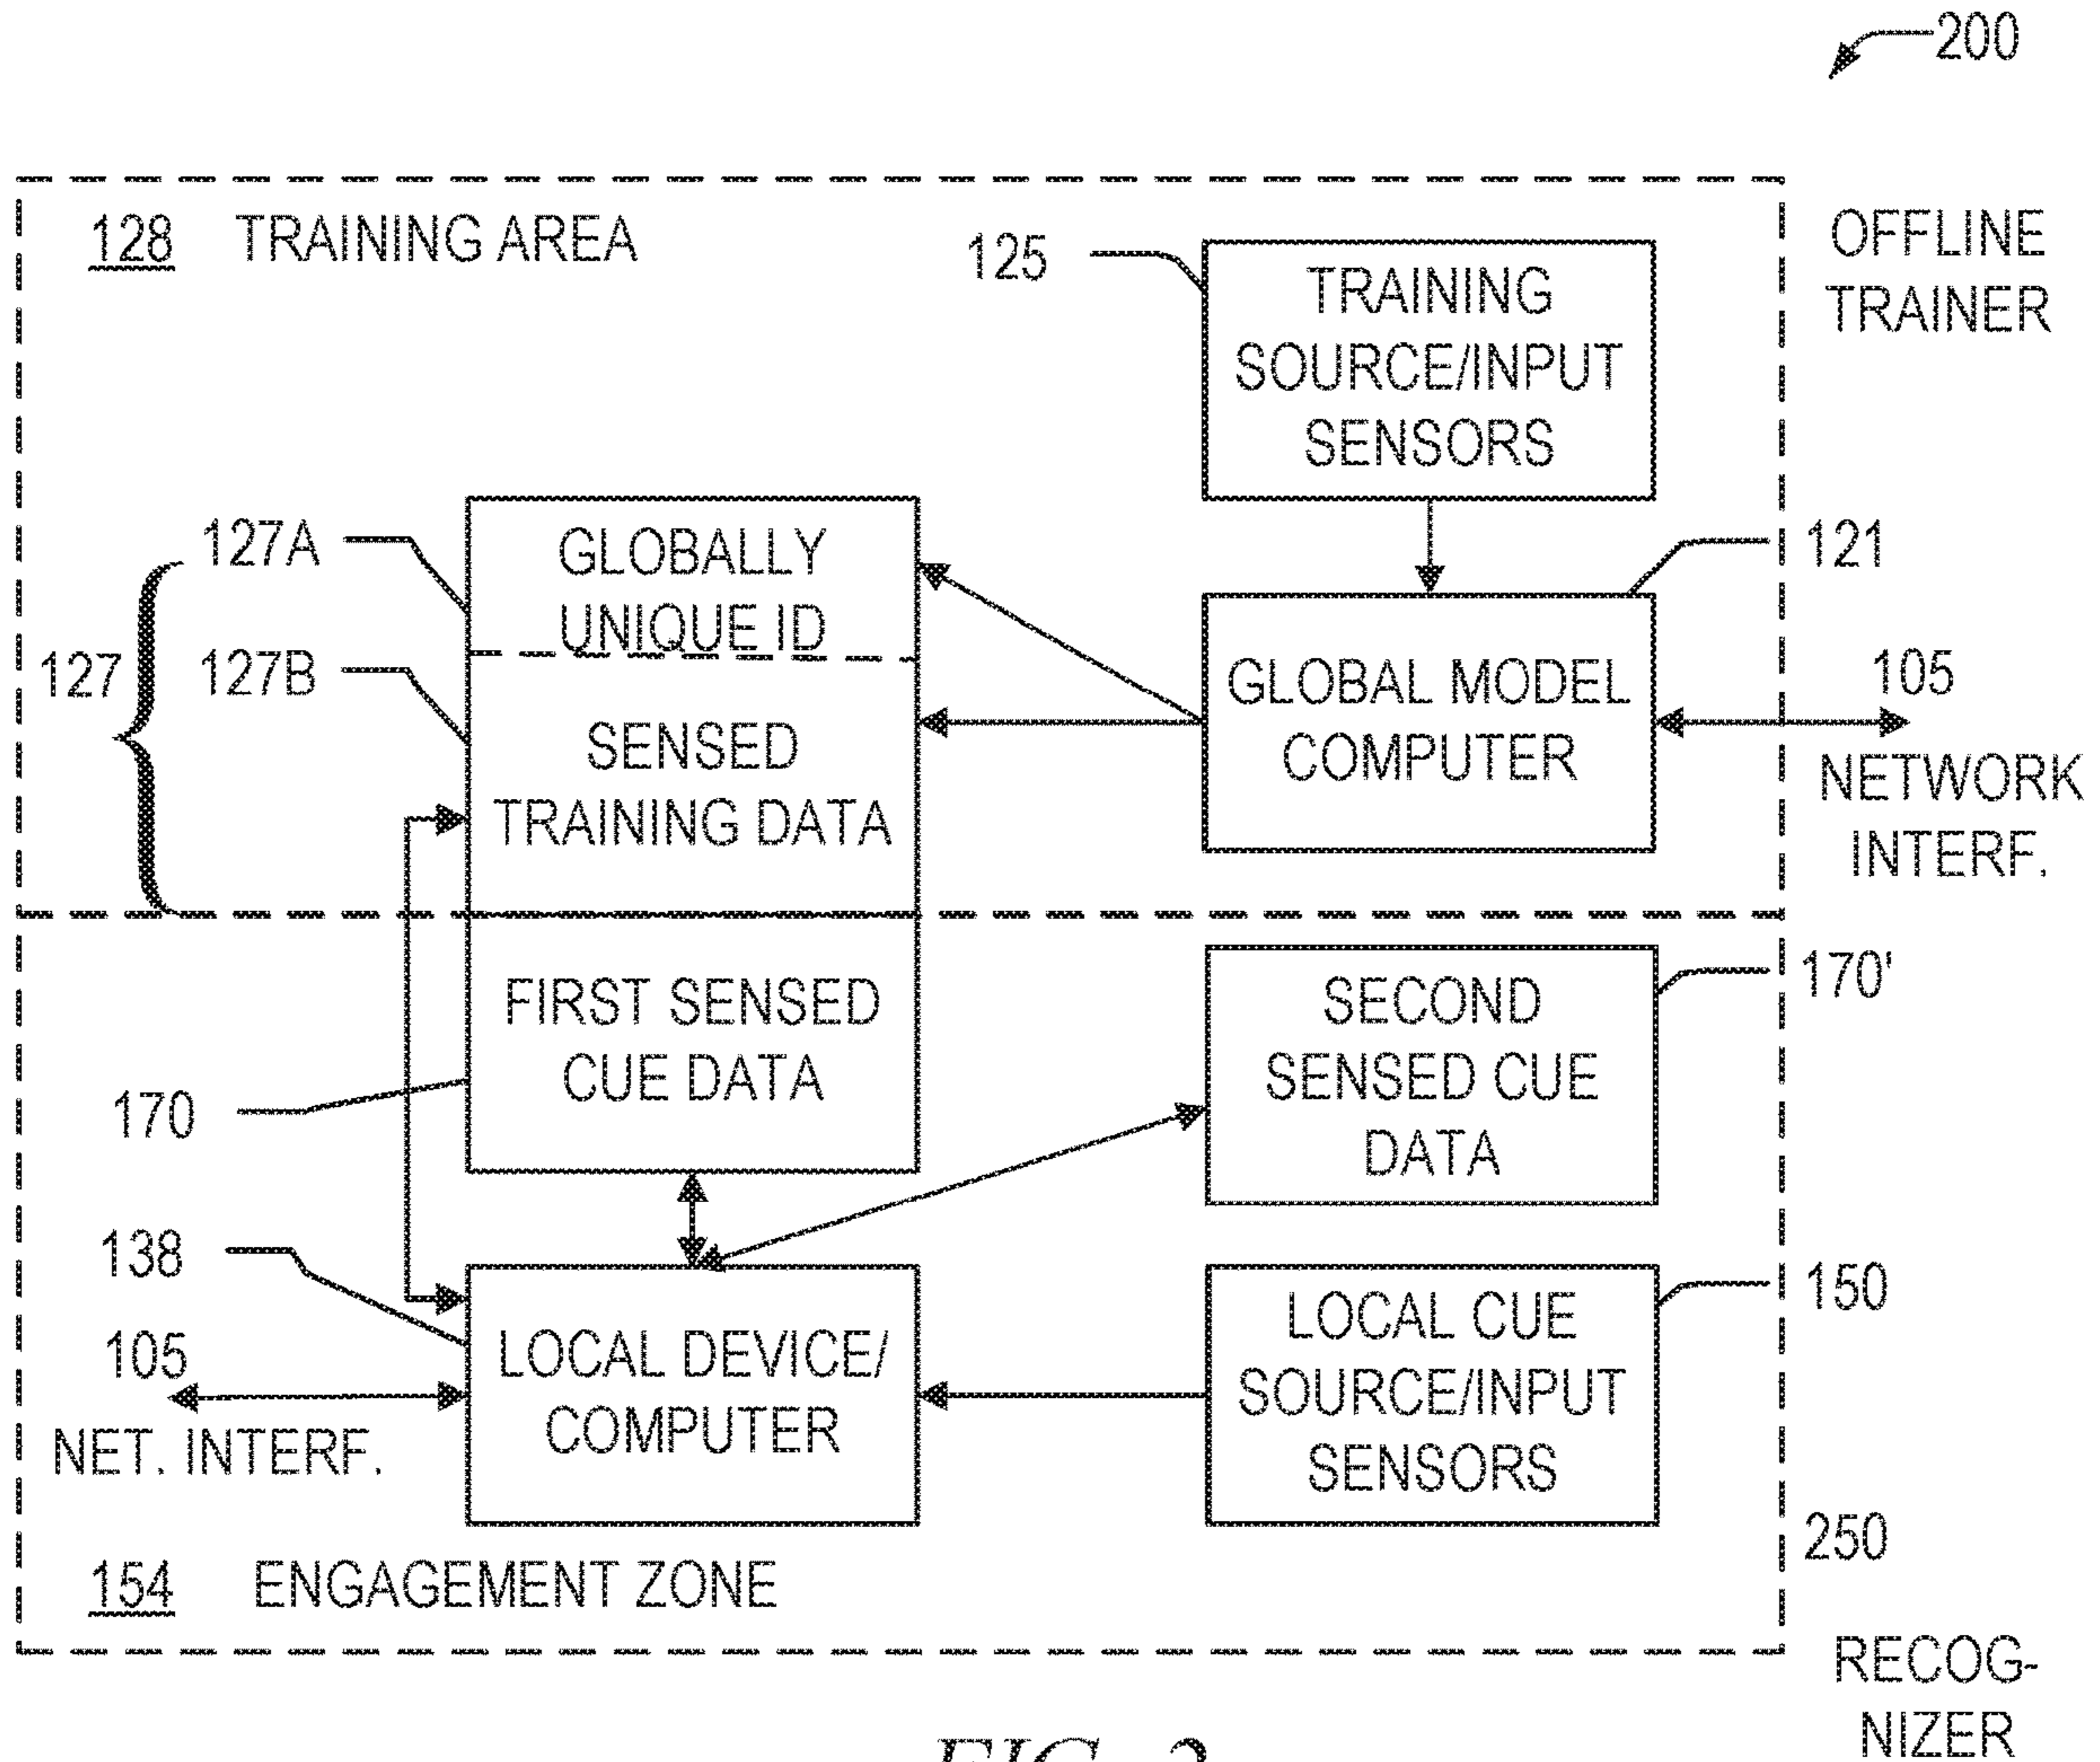 200
128 TRAINING AREA
OFFLINE
TRAINER
125
TRAINING
SOURCE/INPUT
SENSORS
127A
GLOBALLY
UNIQUE ID
121
127
127B
SENSED
TRAINING DATA
GLOBAL MODEL
COMPUTER
105
NETWORK
INTERF.
FIRST SENSED
CUE DATA
170
SECOND
SENSED CUE
DATA
170'
138
LOCAL DEVICE/
COMPUTER
105
NET. INTERF.
LOCAL CUE
SOURCE/INPUT
SENSORS
150
250
154 ENGAGEMENT ZONE
RECOG-
NIZER
FIG. 2